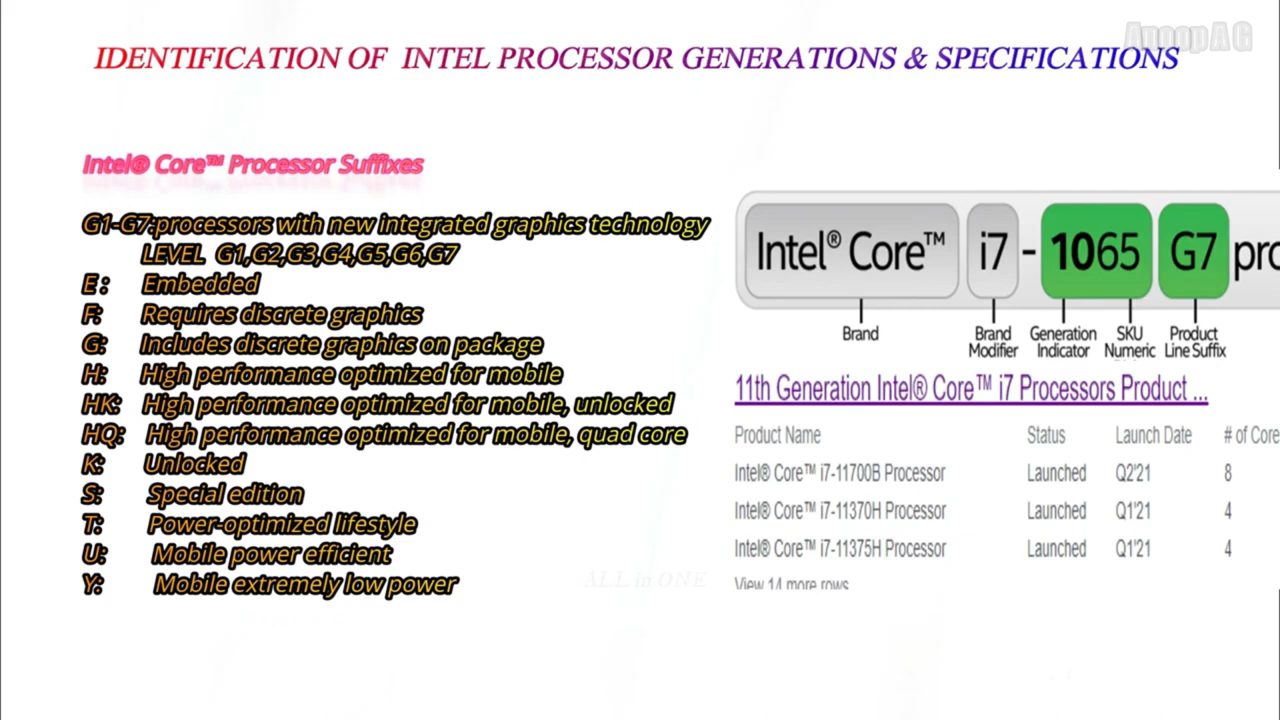 Anoop A G
IDENTIFICATION OF INTEL PROCESSOR GENERATIONS & SPECIFICATIONS
Intel® Core™ Processor Suffixes
G1-G7:processors with new integrated graphics technology
LEVEL G1,G2,G3,G4,G5,G6,G7
E : Embedded
F: Requires discrete graphics
G: Includes discrete graphics on package
H: High performance optimized for mobile
HK: High performance optimized for mobile, unlocked
HQ: High performance optimized for mobile, quad core
K: Unlocked
S: Special edition
T: Power-optimized lifestyle
U: Mobile power efficient
Y: Mobile extremely low power
ALL in ONE
Intel® Core™ i7 - 1065 G7 pro
Brand
Brand Modifier
Generation Indicator
SKU Numeric
Product Line Suffix
11th Generation Intel® Core™ i7 Processors Product ...
Product Name Status Launch Date # of Core
Intel® Core™ i7-11700B Processor Launched Q2'21 8
Intel® Core™ i7-11370H Processor Launched Q1'21 4
Intel® Core™ i7-11375H Processor Launched Q1'21 4
View 14 more rows